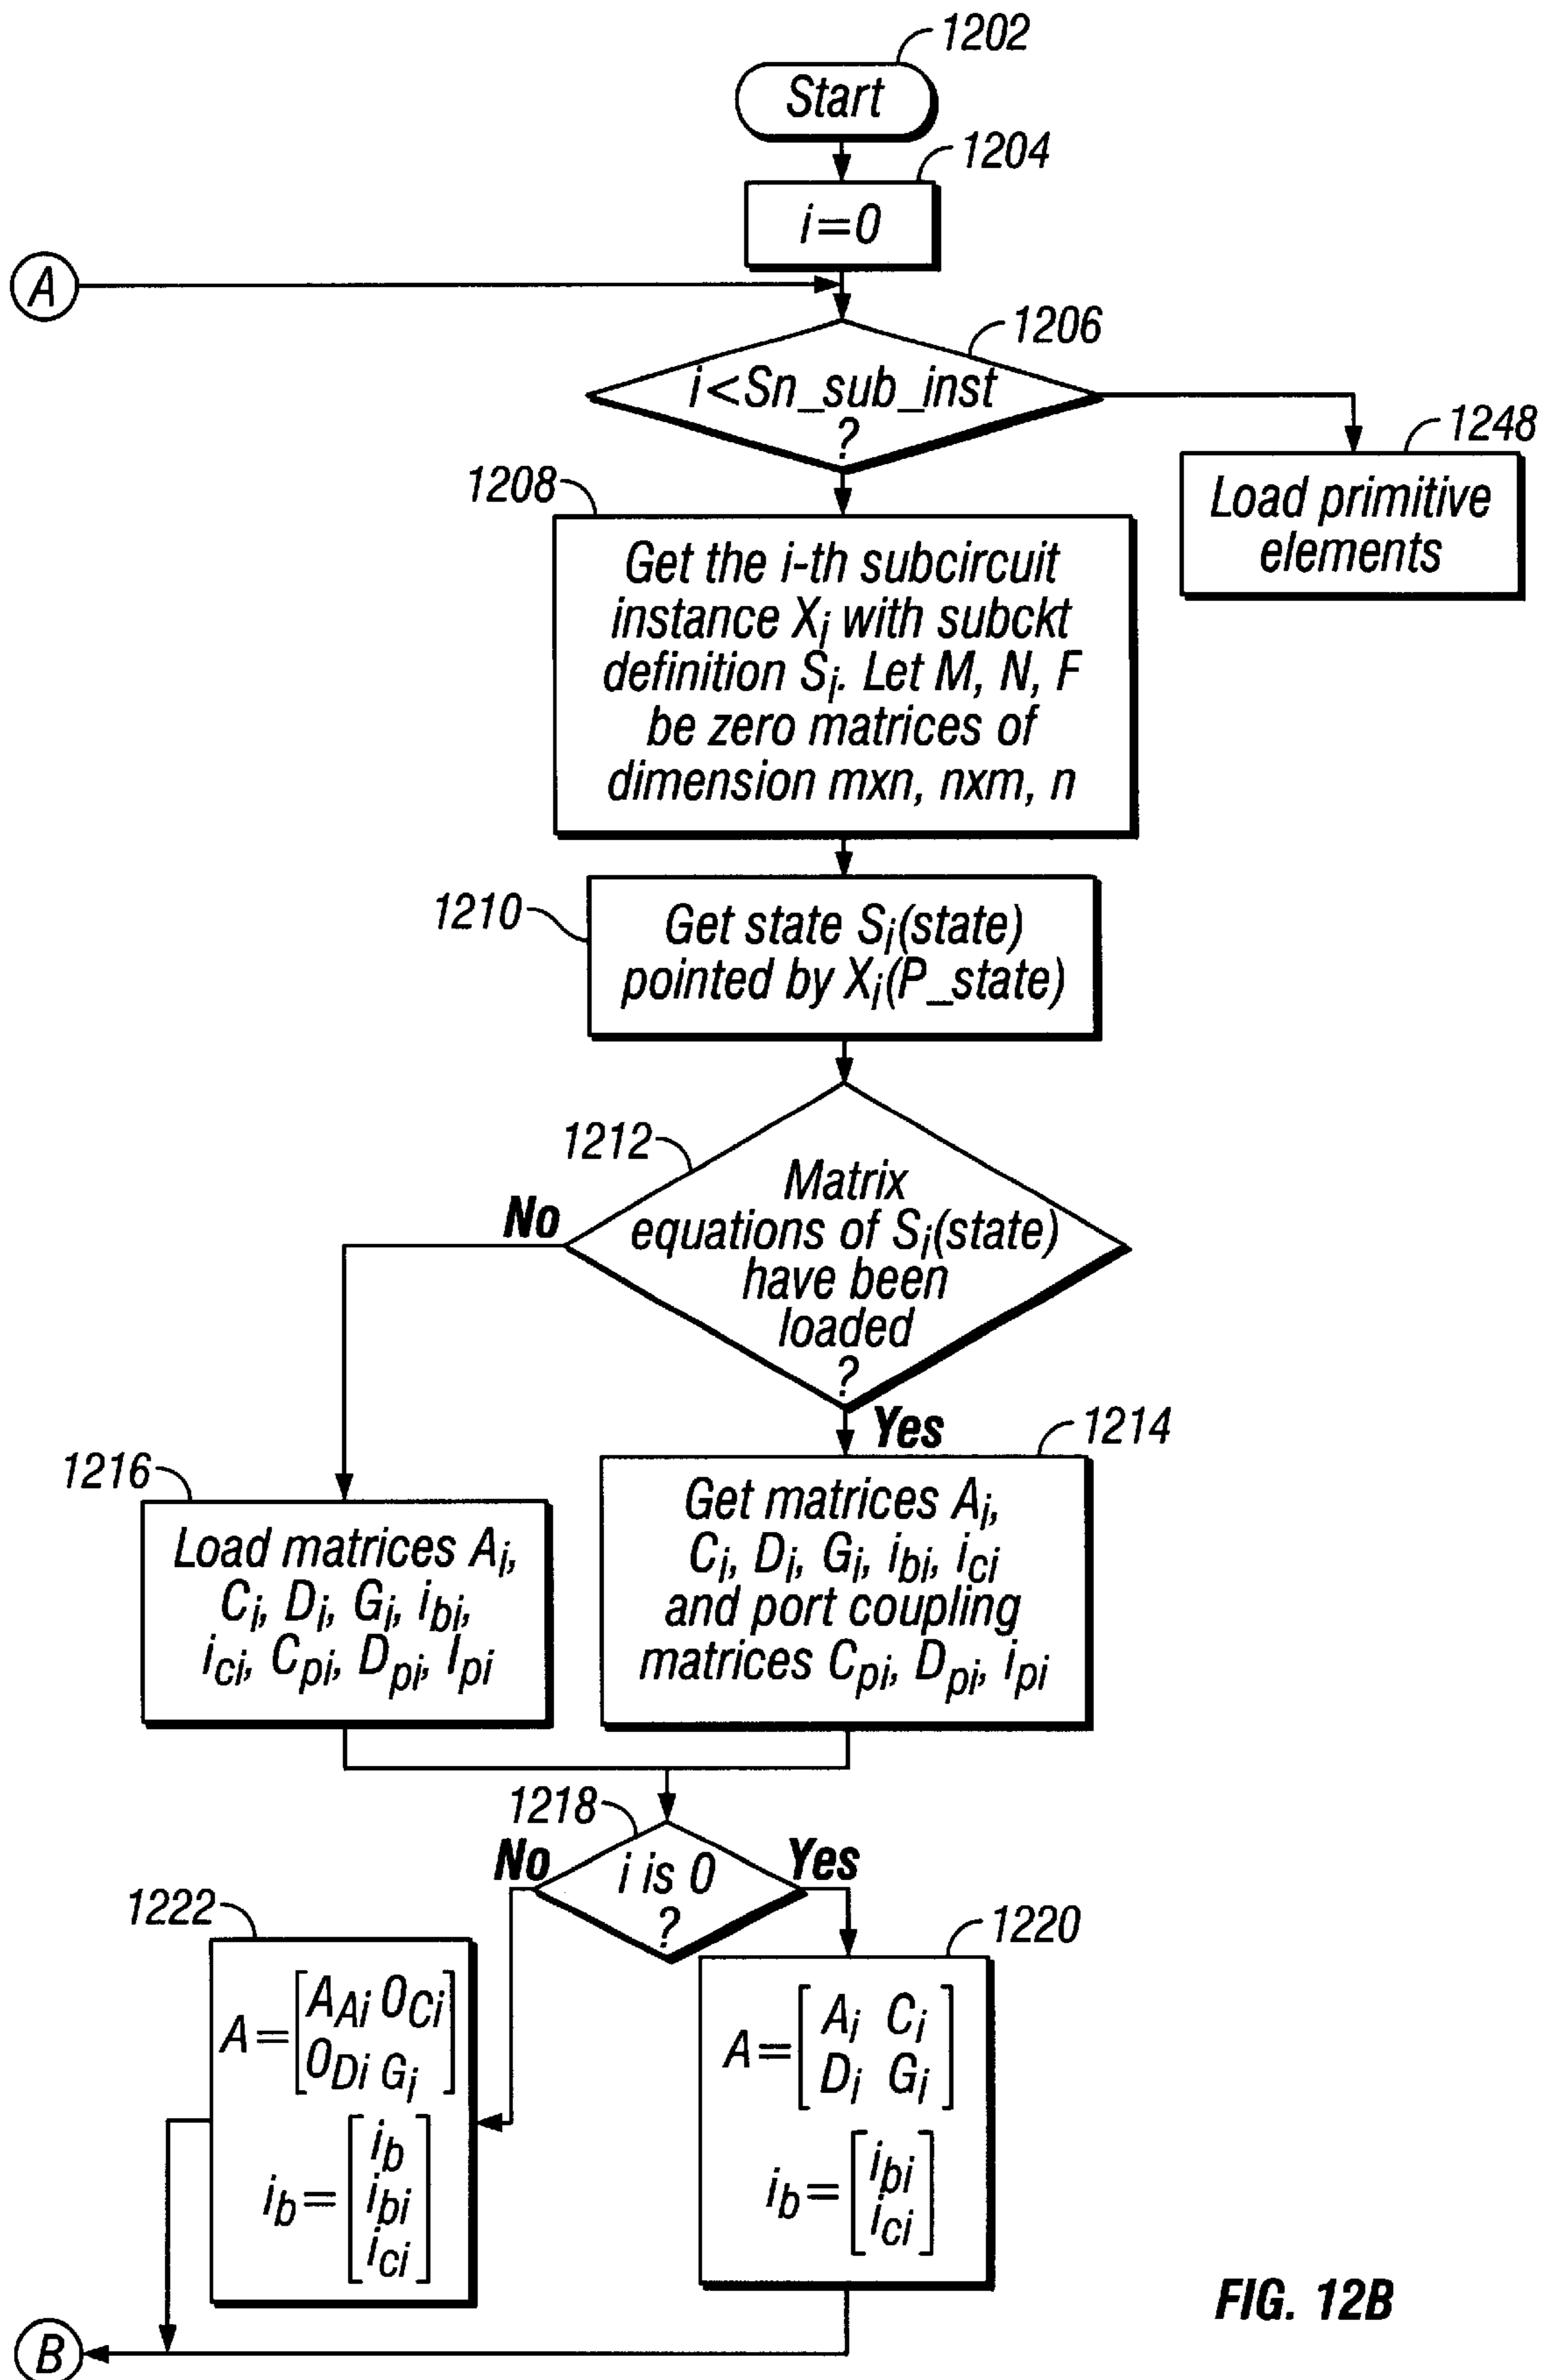 1202
Start
1204
i=0
A
1206
i<Sn_sub_inst
?
1248
Load primitive
elements
1208
Get the i-th subcircuit
instance Xi with subckt
definition Si. Let M, N, F
be zero matrices of
dimension mxn, nxm, n
1210
Get state Si(state)
pointed by Xi(P_state)
1212
Matrix
equations of Si(state)
have been
loaded
?
No
Yes
1214
Get matrices Ai,
Ci, Di, Gi, ibi, ici
and port coupling
matrices Cpi, Dpi, ipi
1216
Load matrices Ai,
Ci, Di, Gi, ibi,
ici, Cpi, Dpi, Ipi
1218
i is 0
?
No
Yes
1222
A=[AAi 0Ci
0Di Gi]
ib=[ib
ibi
ici]
1220
A=[Ai Ci
Di Gi]
ib=[ibi
ici]
B
FIG. 12B